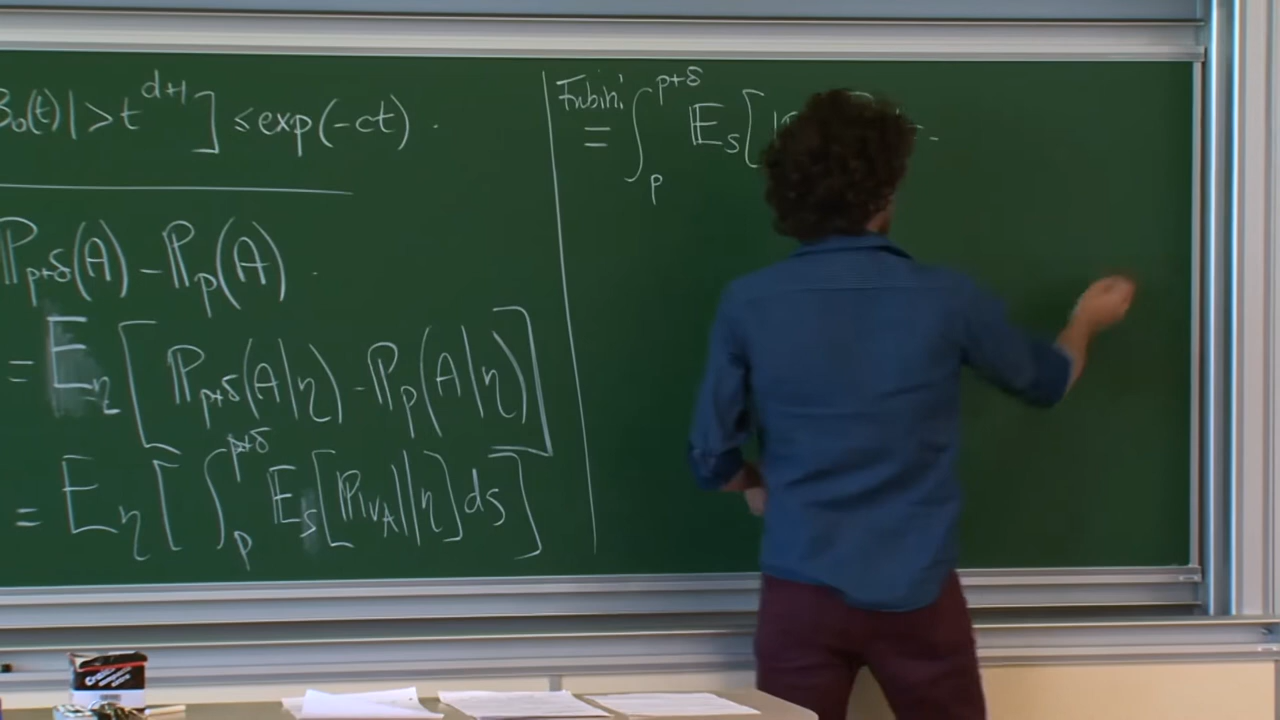 B₀(t)| > t^{d+1} ] ≤ exp(-ct) .
ℙ_{p+δ}(A) - ℙ_p(A) .
= E_η [ ℙ_{p+δ}(A|η) - ℙ_p(A|η) ]
= E_η [ ∫_p^{p+δ} E_s[|Piv_A| | η] ds ]
Fubini
= ∫_p^{p+δ} E_s[